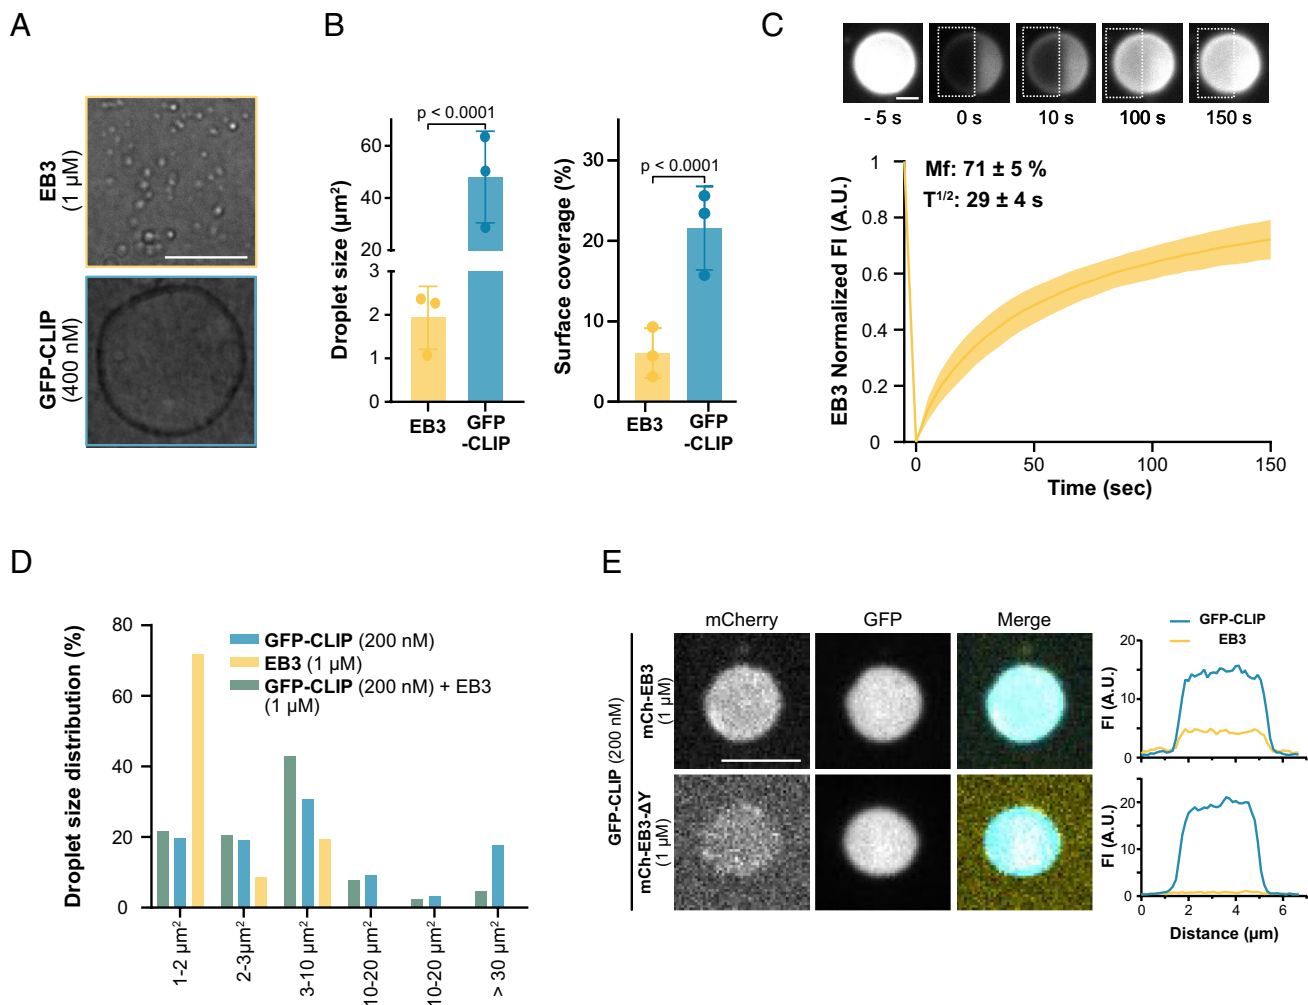 A
EB3
(1 µM)
GFP-CLIP
(400 nM)
B
Droplet size (µm²)
p < 0.0001
60
40
20
3
2
1
0
EB3
GFP
-CLIP
Surface coverage (%)
p < 0.0001
30
20
10
0
EB3
GFP
-CLIP
C
- 5 s
0 s
10 s
100 s
150 s
EB3 Normalized FI (A.U.)
1
0.8
0.6
0.4
0.2
0
Mf: 71 ± 5 %
T1/2: 29 ± 4 s
0
50
100
150
Time (sec)
D
Droplet size distribution (%)
80
60
40
20
0
GFP-CLIP (200 nM)
EB3 (1 µM)
GFP-CLIP (200 nM) + EB3
(1 µM)
1-2 µm²
2-3µm²
3-10 µm²
10-20 µm²
10-20 µm²
> 30 µm²
E
mCherry
GFP
Merge
GFP-CLIP (200 nM)
mCh-EB3
(1 µM)
mCh-EB3-ΔY
(1 µM)
GFP-CLIP
EB3
FI (A.U.)
20
15
10
5
0
FI (A.U.)
20
10
0
0
2
4
6
Distance (µm)